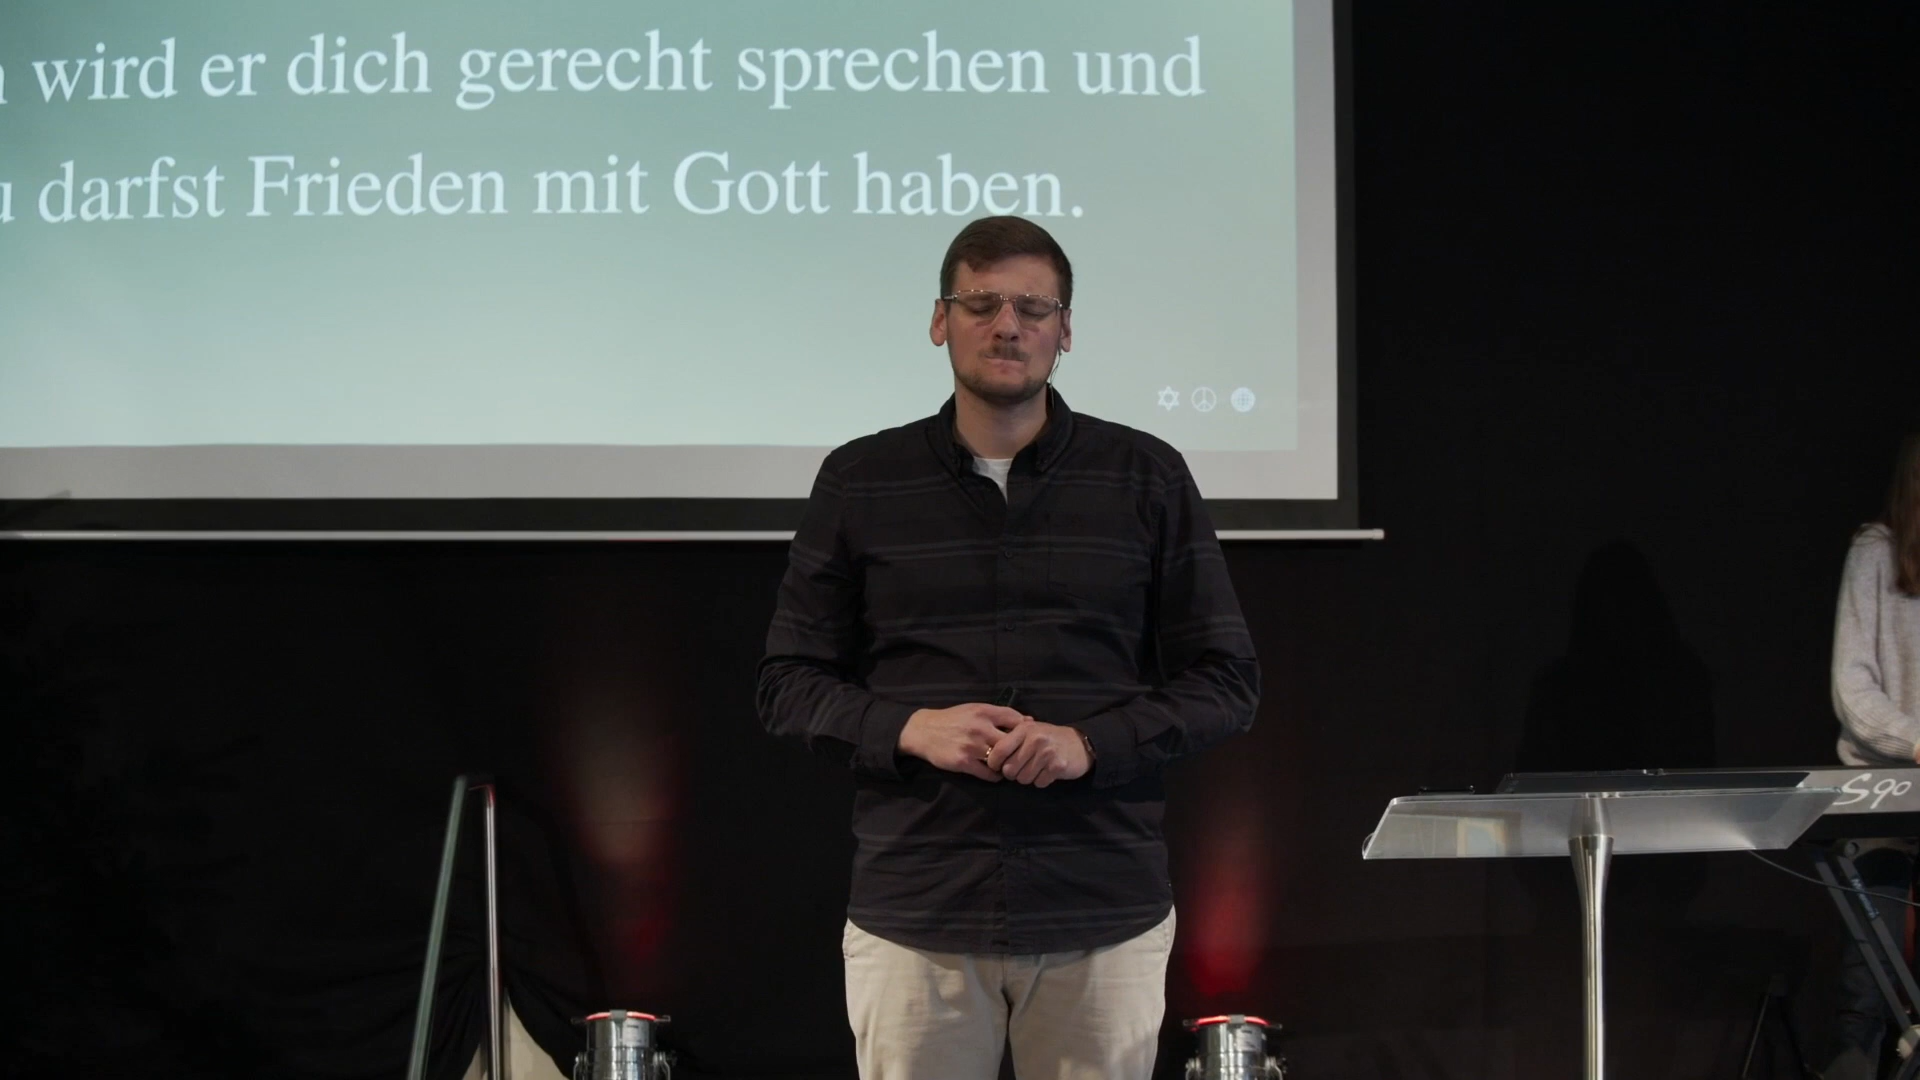 wird er dich gerecht sprechen und
darfst Frieden mit Gott haben.
S90